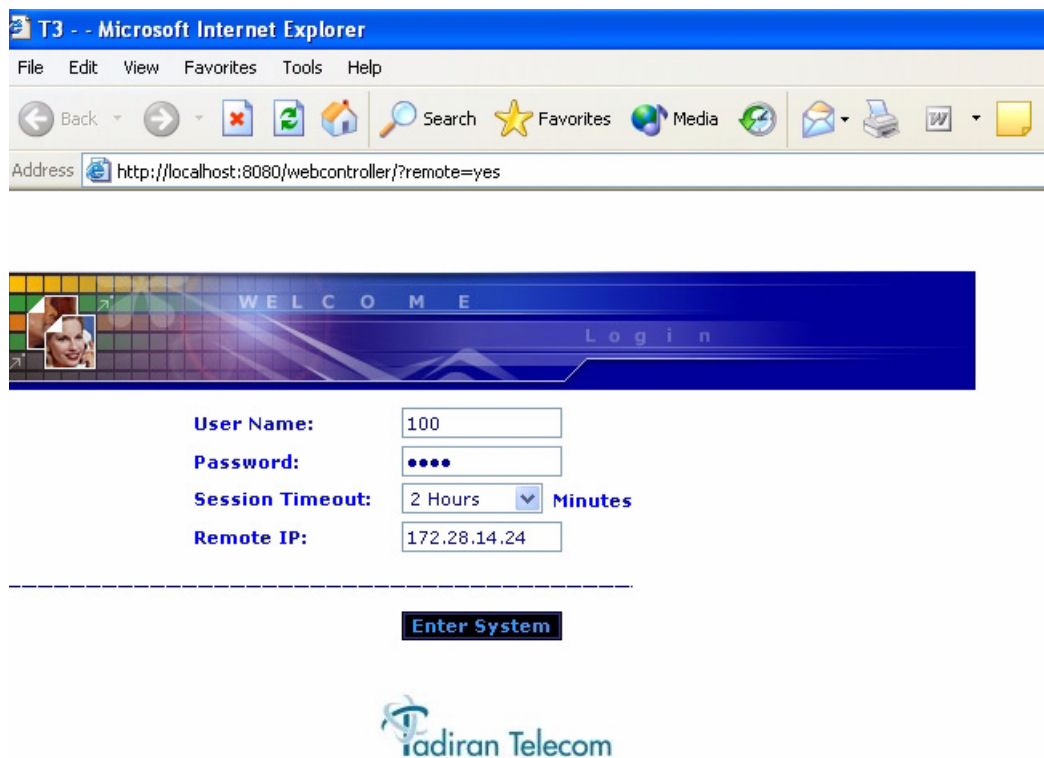 T3 - - Microsoft Internet Explorer
File Edit View Favorites Tools Help
Back Search Favorites Media
Address http://localhost:8080/webcontroller/?remote=yes
WELCOME
Login
User Name: 100
Password: ••••
Session Timeout: 2 Hours Minutes
Remote IP: 172.28.14.24
Enter System
Tadiran Telecom